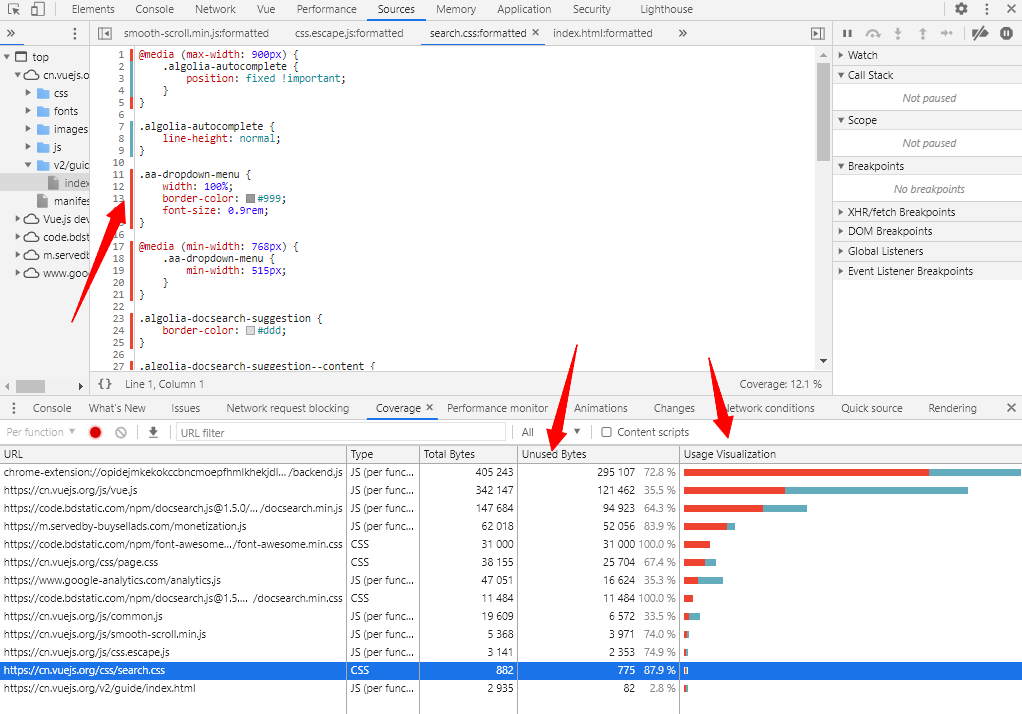 Elements Console Network Vue Performance Sources Memory Application Security Lighthouse
» smooth-scroll.min.js:formatted css.escape.js:formatted search.css:formatted × index.html:formatted »
top
cn.vuejs.o
css
fonts
images
js
v2/guid
index
manifes
Vue.js dev
code.bdst
m.servedb
www.goo
1 @media (max-width: 900px) {
2 .algolia-autocomplete {
3 position: fixed !important;
4 }
5 }
6
7 .algolia-autocomplete {
8 line-height: normal;
9 }
10
11 .aa-dropdown-menu {
12 width: 100%;
13 border-color: #999;
font-size: 0.9rem;
}
16
17 @media (min-width: 768px) {
18 .aa-dropdown-menu {
19 min-width: 515px;
20 }
21 }
22
23 .algolia-docsearch-suggestion {
24 border-color: #ddd;
25 }
26
27 .algolia-docsearch-suggestion--content {
{} Line 1, Column 1 Coverage: 12.1 %
Watch
Call Stack
Not paused
Scope
Not paused
Breakpoints
No breakpoints
XHR/fetch Breakpoints
DOM Breakpoints
Global Listeners
Event Listener Breakpoints
Console What's New Issues Network request blocking Coverage × Performance monitor Animations Changes Network conditions Quick source Rendering
Per function URL filter All Content scripts
URL Type Total Bytes Unused Bytes Usage Visualization
chrome-extension://opidejmkekokccbncmoepfhmlkhekjdl… /backend.js JS (per func… 405 243 295 107 72.8 %
https://cn.vuejs.org/js/vue.js JS (per func… 342 147 121 462 35.5 %
https://code.bdstatic.com/npm/docsearch.js@1.5.0/… /docsearch.min.js JS (per func… 147 684 94 923 64.3 %
https://m.servedby-buysellads.com/monetization.js JS (per func… 62 018 52 056 83.9 %
https://code.bdstatic.com/npm/font-awesome… /font-awesome.min.css CSS 31 000 31 000 100.0 %
https://cn.vuejs.org/css/page.css CSS 38 155 25 704 67.4 %
https://www.google-analytics.com/analytics.js JS (per func… 47 051 16 624 35.3 %
https://code.bdstatic.com/npm/docsearch.js@1.5.… /docsearch.min.css CSS 11 484 11 484 100.0 %
https://cn.vuejs.org/js/common.js JS (per func… 19 609 6 572 33.5 %
https://cn.vuejs.org/js/smooth-scroll.min.js JS (per func… 5 368 3 971 74.0 %
https://cn.vuejs.org/js/css.escape.js JS (per func… 3 141 2 353 74.9 %
https://cn.vuejs.org/css/search.css CSS 882 775 87.9 %
https://cn.vuejs.org/v2/guide/index.html JS (per func… 2 935 82 2.8 %